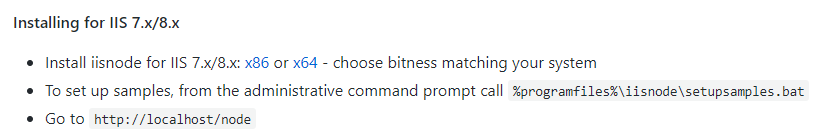 Installing for IIS 7.x/8.x
• Install iisnode for IIS 7.x/8.x: x86 or x64 - choose bitness matching your system
• To set up samples, from the administrative command prompt call %programfiles%\iisnode\setupsamples.bat
• Go to http://localhost/node